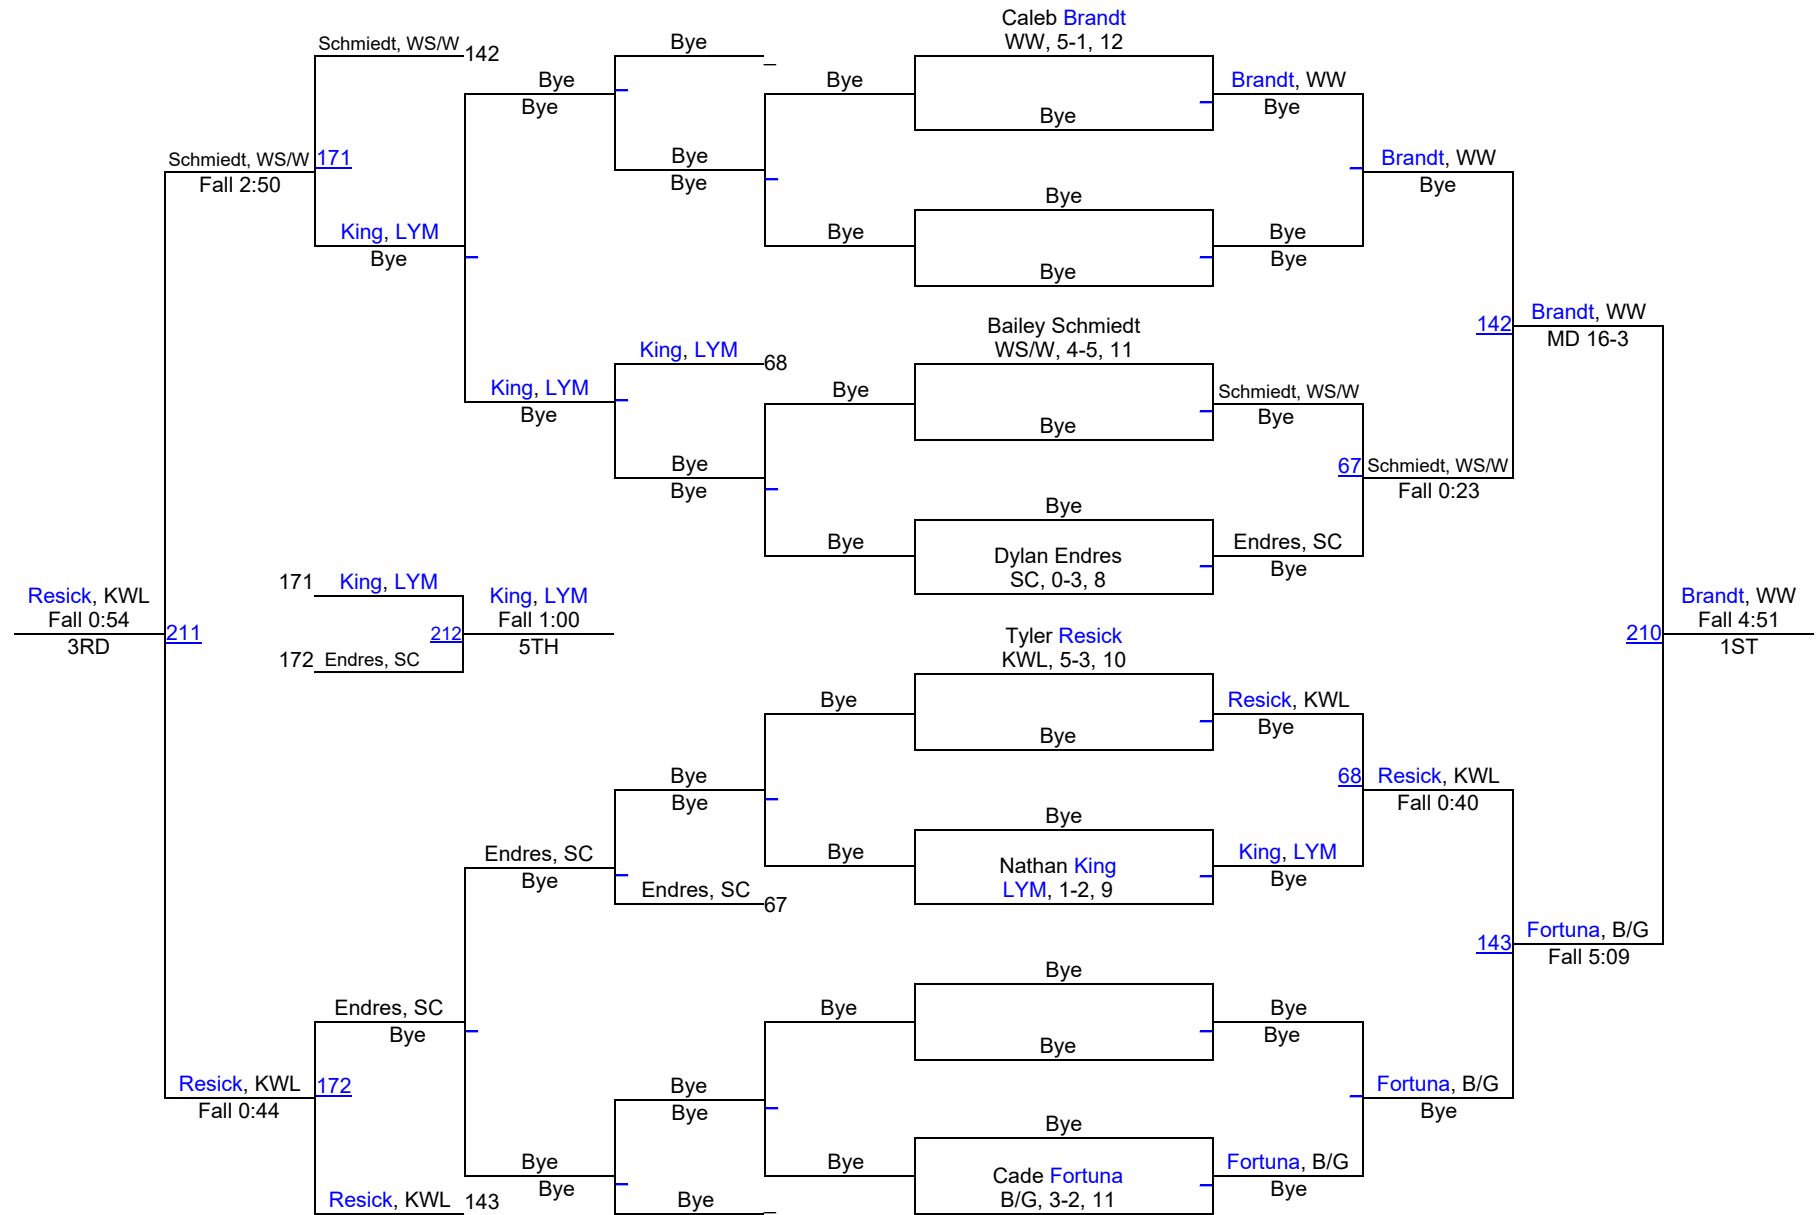 Caleb Brandt
WW, 5-1, 12
Schmiedt, WS/W
142
Bye
_
Bye
Bye
Bye
Bye
Brandt, WW
Bye
Bye
Schmiedt, WS/W
171
Fall 2:50
Bye
Bye
Brandt, WW
Bye
Bye
King, LYM
Bye
Bye
Bye
Bye
Bye
Bailey Schmiedt
WS/W, 4-5, 11
142
Brandt, WW
MD 16-3
King, LYM
68
King, LYM
Bye
Bye
Schmiedt, WS/W
Bye
Bye
Bye
Bye
67
Schmiedt, WS/W
Fall 0:23
Bye
Bye
Dylan Endres
SC, 0-3, 8
Endres, SC
Bye
Resick, KWL
Fall 0:54
3RD
211
171
King, LYM
172
Endres, SC
212
King, LYM
Fall 1:00
5TH
210
Brandt, WW
Fall 4:51
1ST
Tyler Resick
KWL, 5-3, 10
Bye
Bye
Resick, KWL
Bye
Bye
Bye
68
Resick, KWL
Fall 0:40
Bye
Endres, SC
Bye
Bye
Nathan King
LYM, 1-2, 9
King, LYM
Bye
Endres, SC
67
143
Fortuna, B/G
Fall 5:09
Bye
Endres, SC
Bye
Bye
Bye
Bye
Bye
Resick, KWL
172
Fall 0:44
Bye
Bye
Fortuna, B/G
Bye
Bye
Bye
Bye
Bye
Cade Fortuna
B/G, 3-2, 11
Fortuna, B/G
Bye
Resick, KWL
143
Bye
_